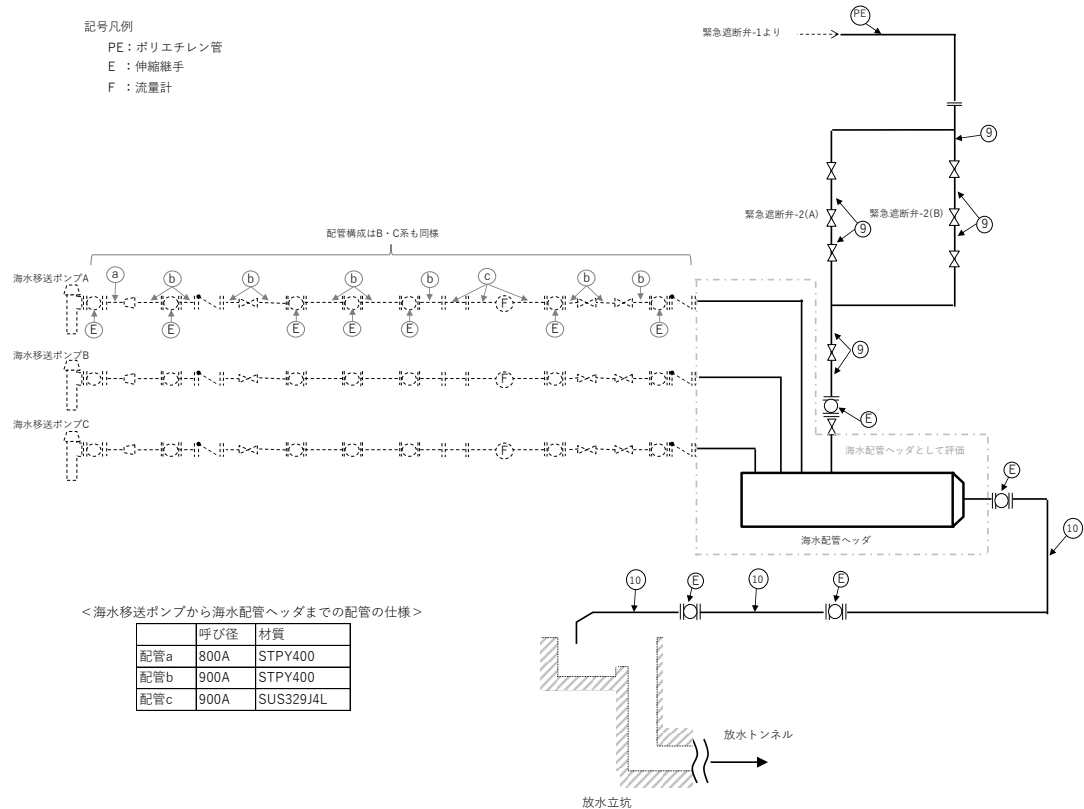 記号凡例
PE：ポリエチレン管
E ：伸縮継手
F ：流量計
緊急遮断弁-1より
PE
9
緊急遮断弁-2(A)
緊急遮断弁-2(B)
9
9
配管構成はB・C系も同様
海水移送ポンプA
a
b
b
b
b
c
b
b
F
E
E
E
E
E
E
E
9
海水移送ポンプB
F
E
海水移送ポンプC
F
海水配管ヘッダとして評価
E
海水配管ヘッダ
10
10
E
10
E
＜海水移送ポンプから海水配管ヘッダまでの配管の仕様＞
呼び径 材質
配管a 800A STPY400
配管b 900A STPY400
配管c 900A SUS329J4L
放水トンネル
放水立坑